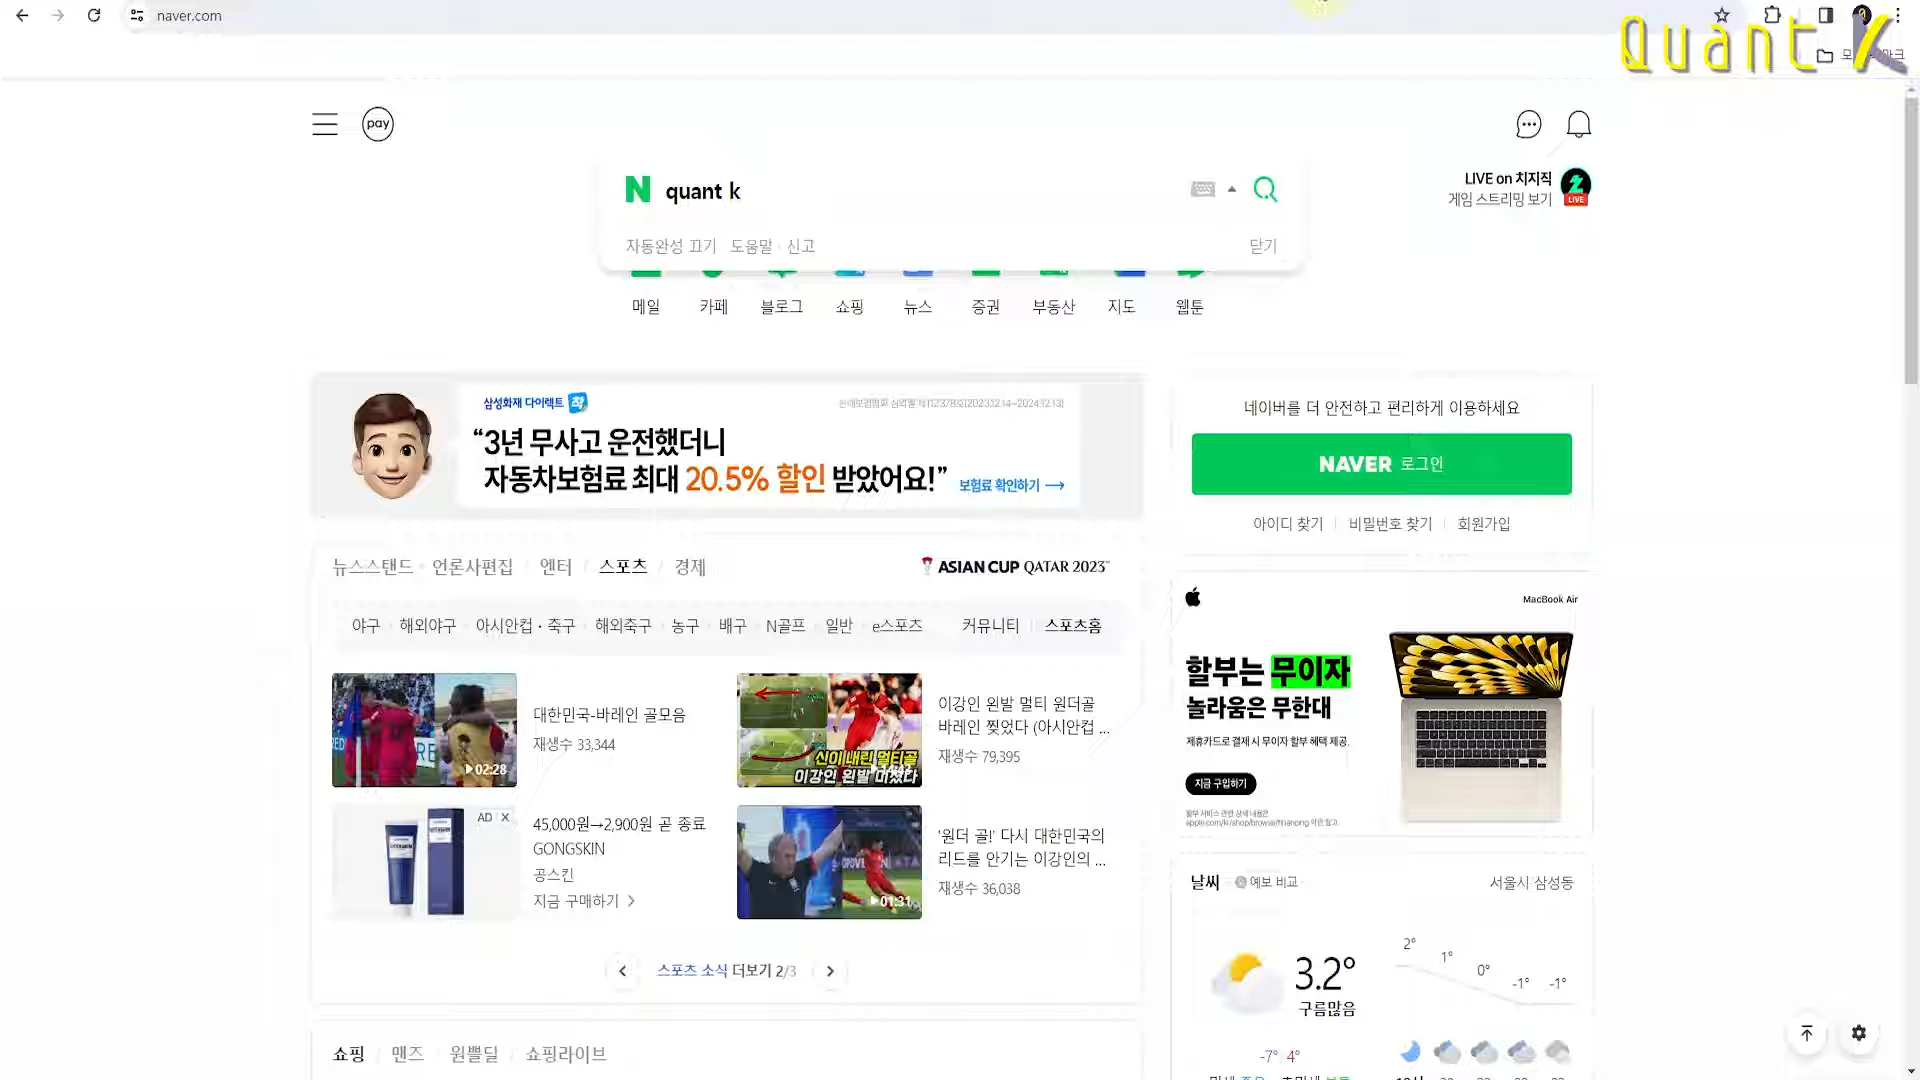 naver.com
Quant K
pay
N quant k
자동완성 끄기 도움말 · 신고
닫기
LIVE on 치지직
게임 스트리밍 보기
LIVE
메일 카페 블로그 쇼핑 뉴스 증권 부동산 지도 웹툰
삼성화재 다이렉트 착
“3년 무사고 운전했더니
자동차보험료 최대 20.5% 할인 받았어요!”
보험료 확인하기 →
네이버를 더 안전하고 편리하게 이용하세요
NAVER 로그인
아이디 찾기 비밀번호 찾기 회원가입
뉴스스탠드 · 언론사편집 / 엔터 / 스포츠 / 경제
ASIAN CUP QATAR 2023™
야구 해외야구 아시안컵・축구 해외축구 농구 배구 N골프 일반 e스포츠 커뮤니티 스포츠홈
02:28
대한민국-바레인 골모음
재생수 33,344
신이 내린 멀티골
이강인 왼발 미쳤다
이강인 왼발 멀티 원더골
바레인 찢었다 (아시안컵 ...
재생수 79,395
AD X
45,000원→2,900원 곧 종료
GONGSKIN
공스킨
지금 구매하기 >
01:31
'원더 골!' 다시 대한민국의
리드를 안기는 이강인의 ...
재생수 36,038
스포츠 소식 더보기 2/3
쇼핑 / 맨즈 · 원쁠딜 / 쇼핑라이브
MacBook Air
할부는 무이자
놀라움은 무한대
제휴카드로 결제 시 무이자 할부 혜택 제공.
지금 구입하기
날씨 예보 비교
서울시 삼성동
3.2°
구름많음
2° 1° 0° -1° -1°
-7° 4°